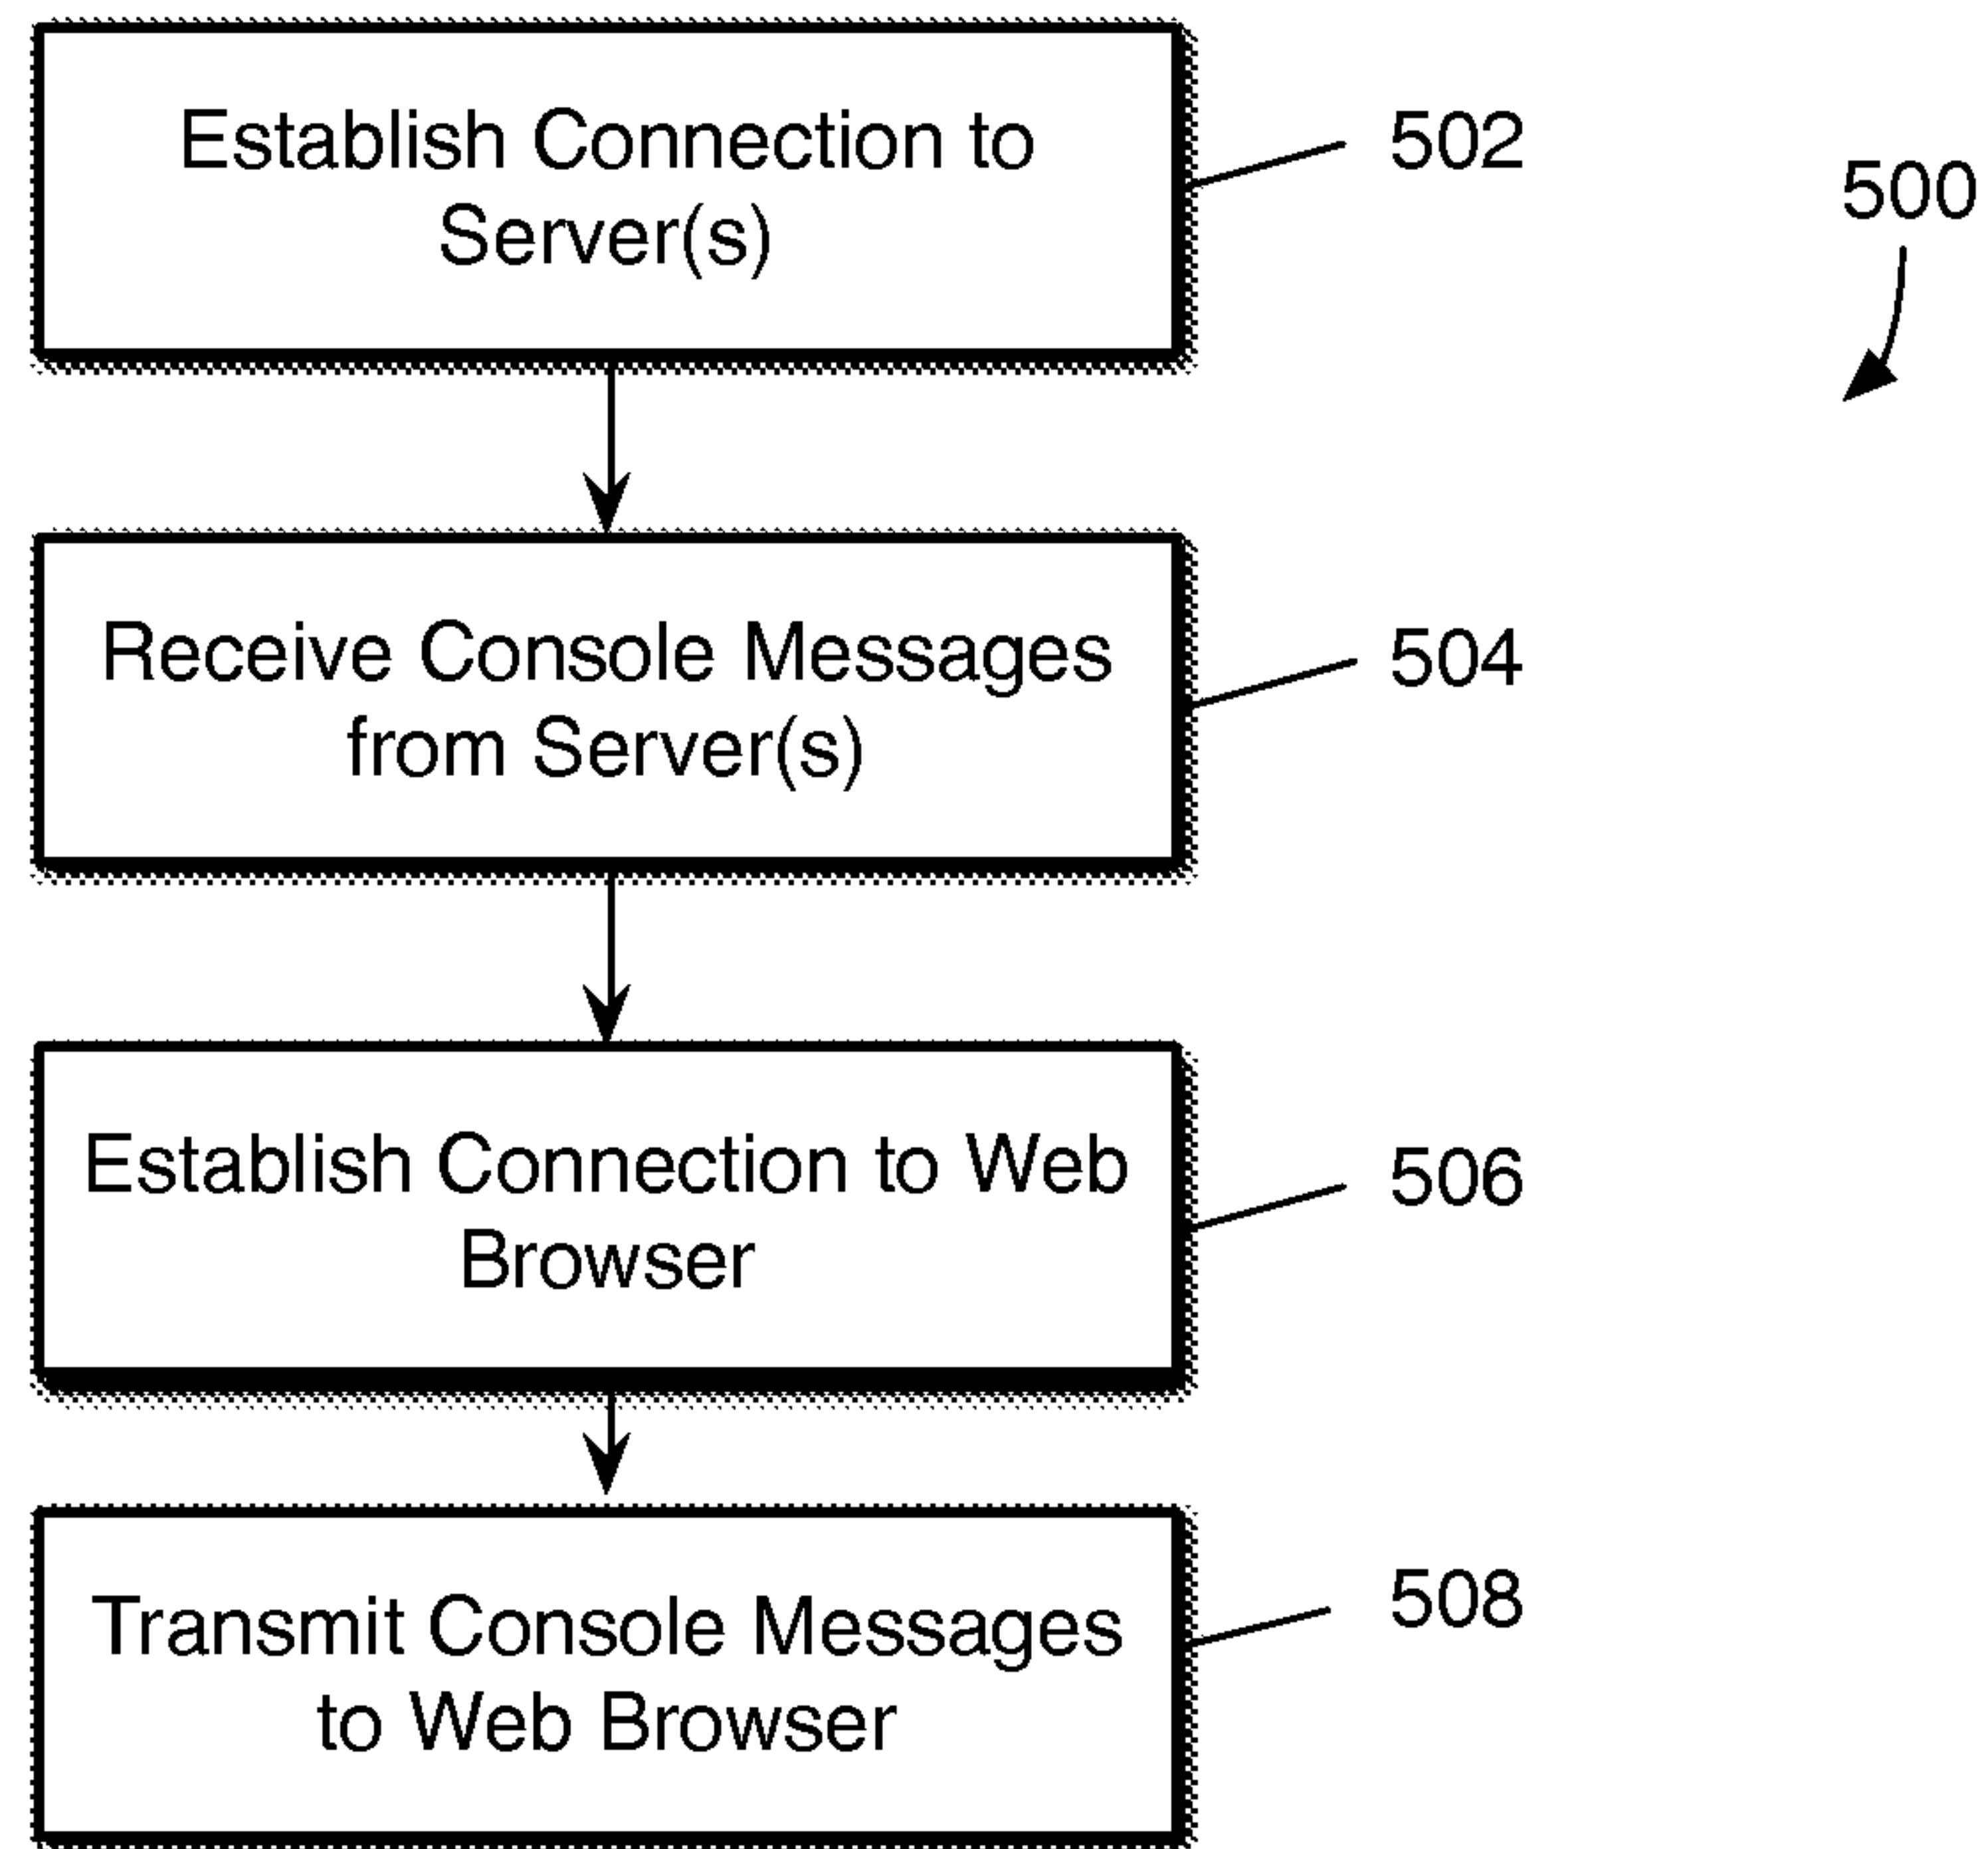 Establish Connection to
Server(s)
502
500
Receive Console Messages
from Server(s)
504
Establish Connection to Web
Browser
506
Transmit Console Messages
to Web Browser
508